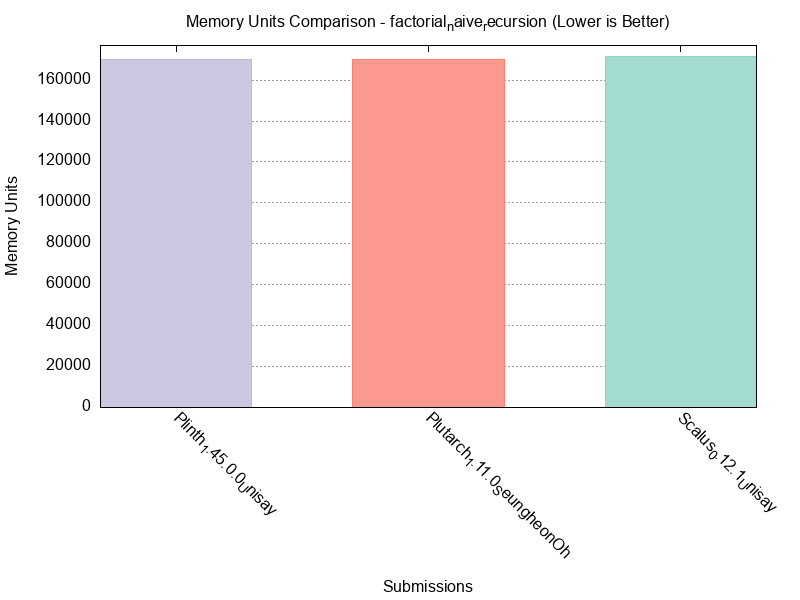 Memory Units Comparison - factorial_naive_recursion (Lower is Better)
Memory Units
160000
140000
120000
100000
80000
60000
40000
20000
0
Plinth_1.45.0.0_Unisay
Plutarch_1.11.0_SeungheonOh
Scalus_0.12.1_Unisay
Submissions